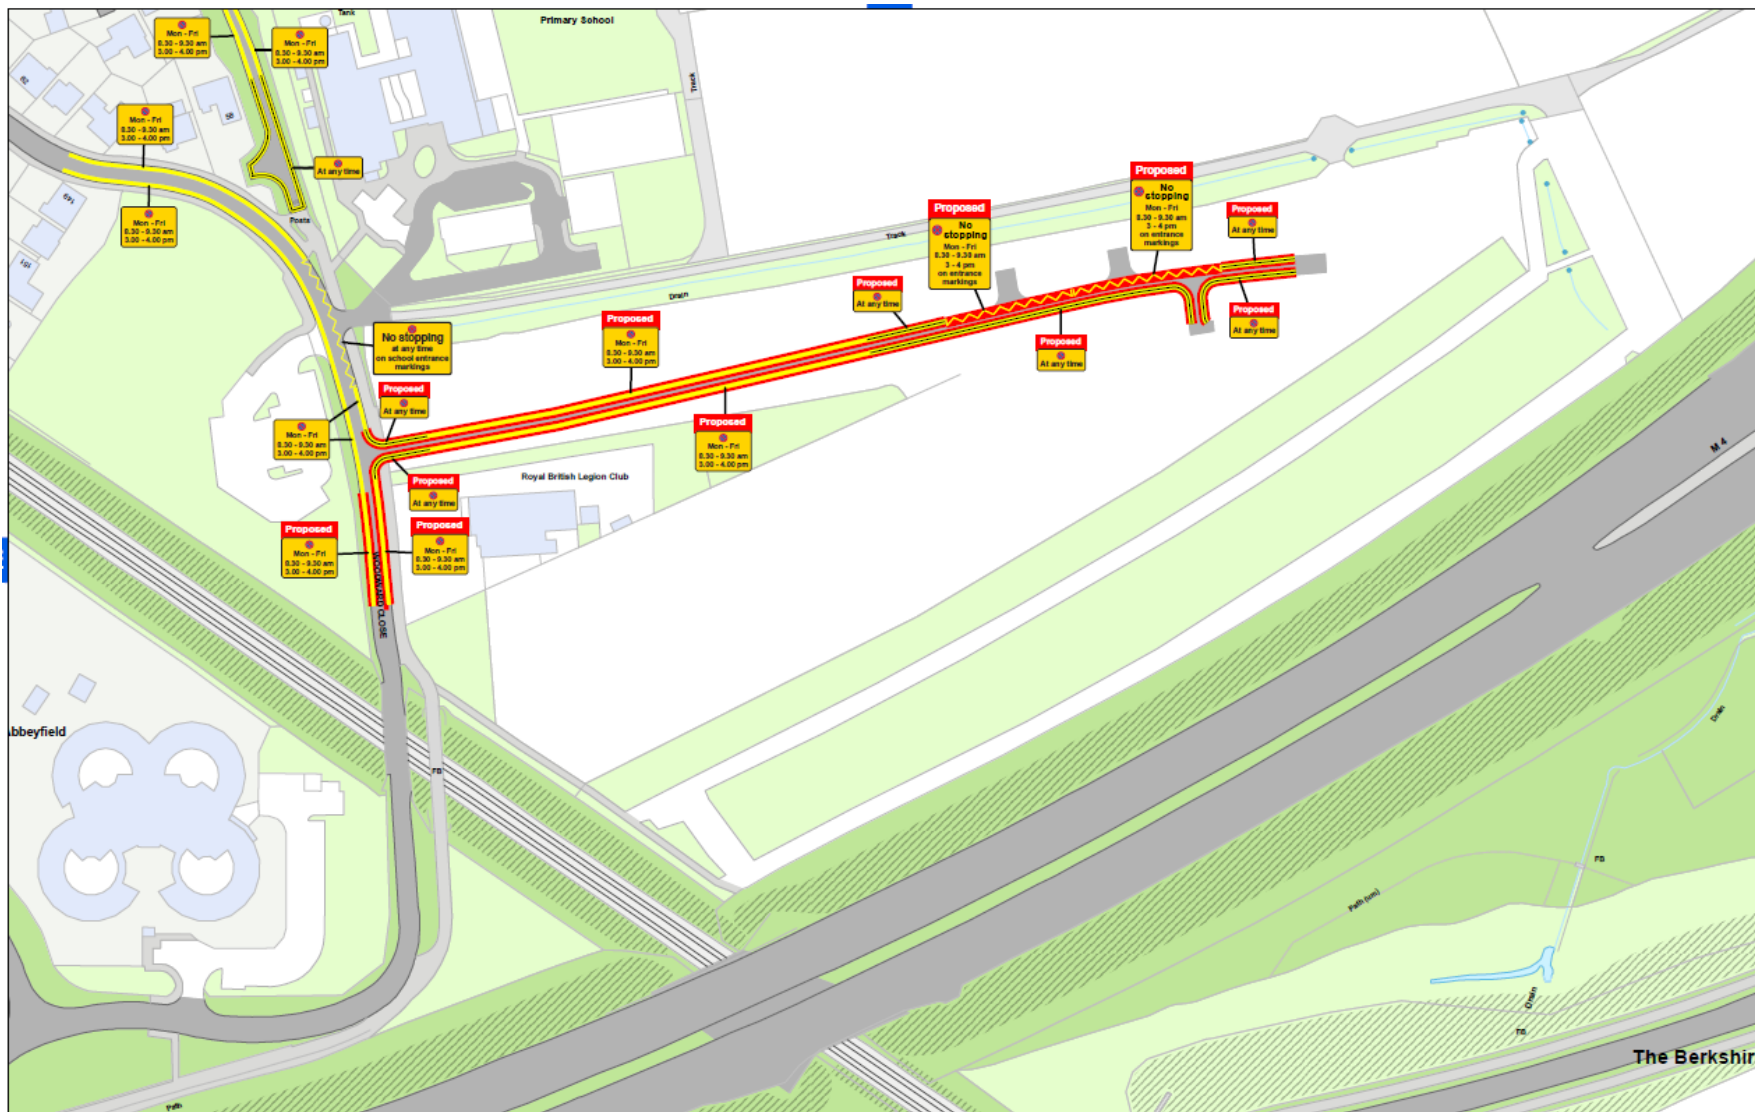 Tank
Primary School
Mon - Fri
8.30 - 9.30 am
3.00 - 4.00 pm
Mon - Fri
8.30 - 9.30 am
3.00 - 4.00 pm
62
58
Track
Mon - Fri
8.30 - 9.30 am
3.00 - 4.00 pm
At any time
149
Mon - Fri
8.30 - 9.30 am
3.00 - 4.00 pm
Posts
151
Proposed
No
stopping
Mon - Fri
8.30 - 9.30 am
3 - 4 pm
on entrance
markings
Proposed
No
stopping
Mon - Fri
8.30 - 9.30 am
3 - 4 pm
on entrance
markings
Proposed
At any time
Track
Drain
Proposed
At any time
Proposed
At any time
Proposed
Mon - Fri
8.30 - 9.30 am
3.00 - 4.00 pm
No stopping
at any time
on school entrance
markings
Proposed
At any time
Proposed
At any time
Mon - Fri
8.30 - 9.30 am
3.00 - 4.00 pm
Proposed
Mon - Fri
8.30 - 9.30 am
3.00 - 4.00 pm
M 4
Royal British Legion Club
Proposed
At any time
Proposed
Mon - Fri
8.30 - 9.30 am
3.00 - 4.00 pm
Proposed
Mon - Fri
8.30 - 9.30 am
3.00 - 4.00 pm
CLOSE
Abbeyfield
Drain
FB
FB
Path (um)
Drain
FB
The Berkshir
Path